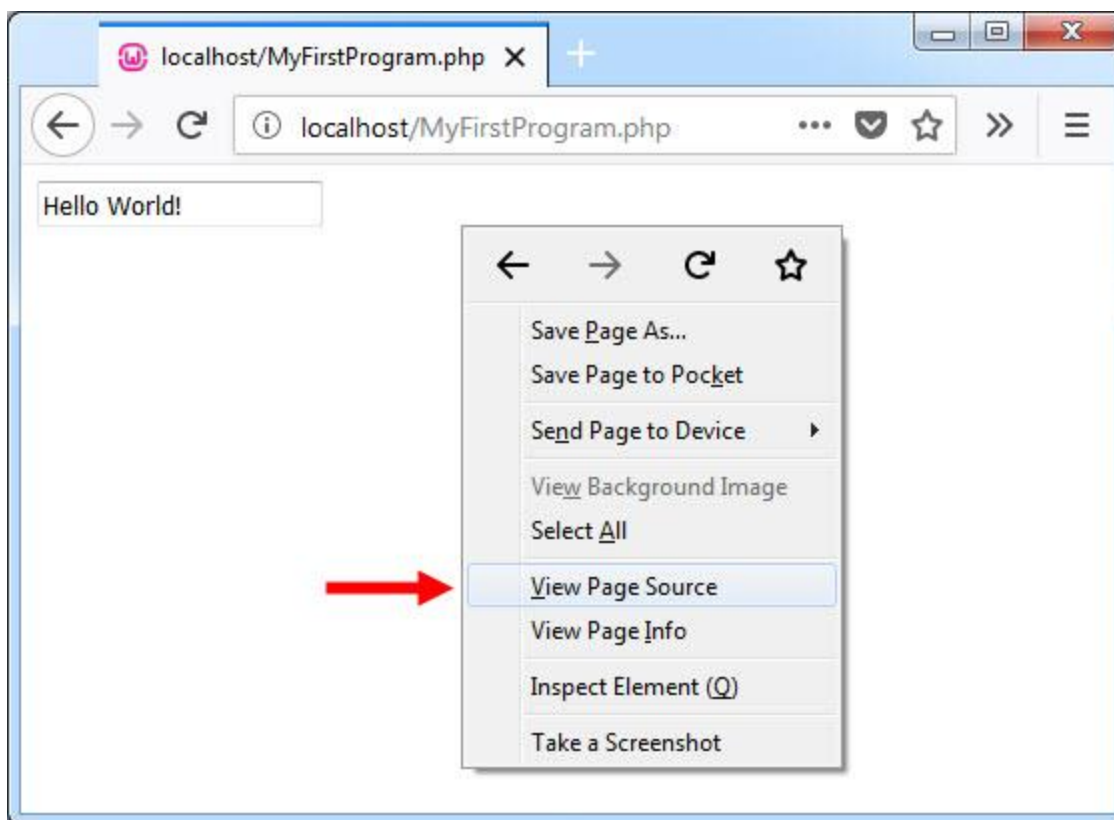 localhost/MyFirstProgram.php
localhost/MyFirstProgram.php
Hello World!
Save Page As...
Save Page to Pocket
Send Page to Device
View Background Image
Select All
View Page Source
View Page Info
Inspect Element (Q)
Take a Screenshot